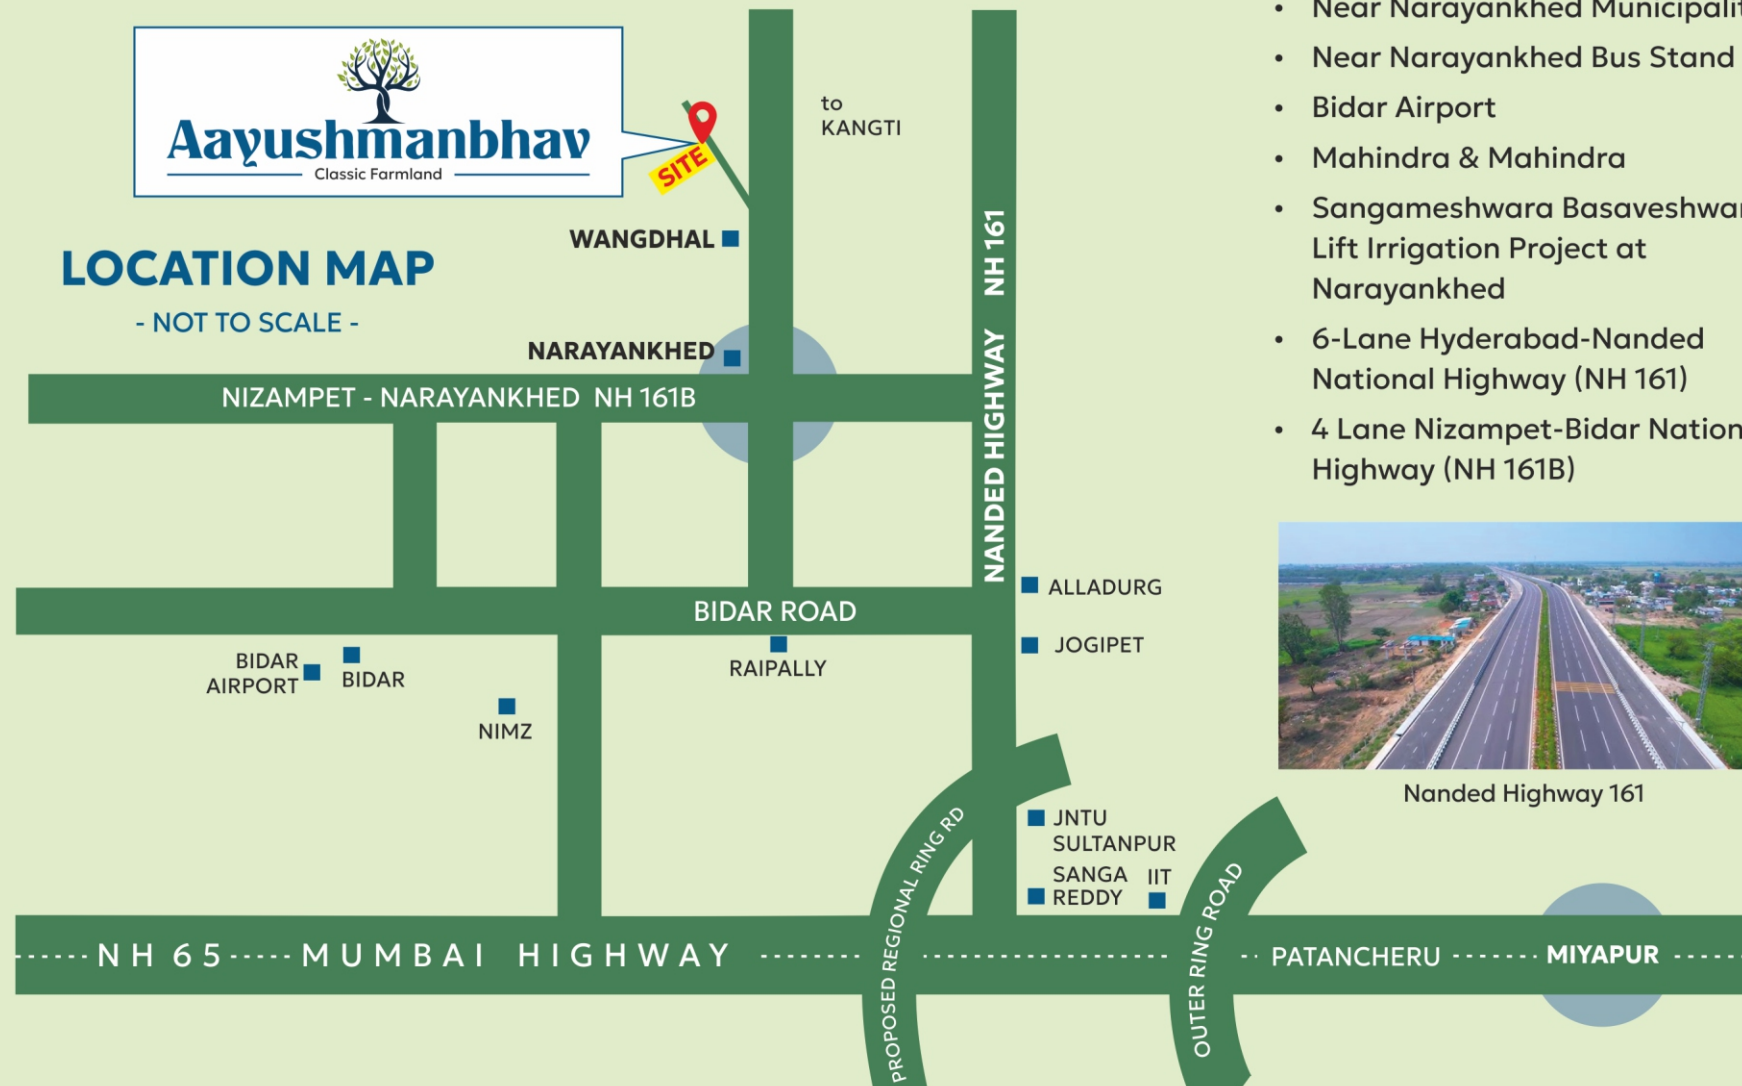 Aayushmanbhav
Classic Farmland
SITE
to
KANGTI
WANGDHAL
LOCATION MAP
- NOT TO SCALE -
NARAYANKHED
NIZAMPET - NARAYANKHED NH 161B
NANDED HIGHWAY NH 161
BIDAR ROAD
ALLADURG
JOGIPET
BIDAR
AIRPORT
BIDAR
RAIPALLY
NIMZ
PROPOSED REGIONAL RING RD
JNTU
SULTANPUR
SANGA
REDDY
IIT
OUTER RING ROAD
NH 65 MUMBAI HIGHWAY
PATANCHERU
MIYAPUR
• Near Narayankhed
• Near Narayankhed Bus Stand
• Bidar Airport
• Mahindra & Mahindra
• Sangameshwara
Lift Irrigation Project at
Narayankhed
• 6-Lane Hyderabad-Nanded
National Highway (NH 161)
• 4 Lane Nizampet-Bidar
Highway (NH 161B)
Nanded Highway 161